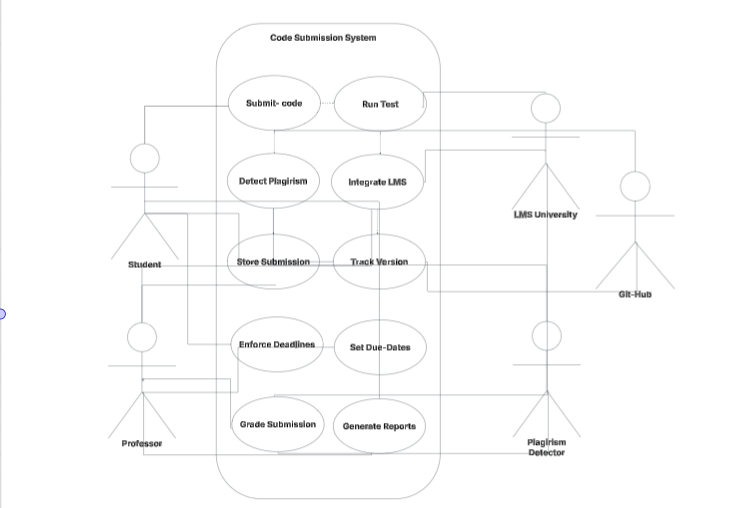 Code Submission System
Submit- code
Run Test
Detect Plagirism
Integrate LMS
LMS University
Student
Store Submission
Track Version
Git-Hub
Enforce Deadlines
Set Due-Dates
Professor
Grade Submission
Generate Reports
Plagirism
Detector